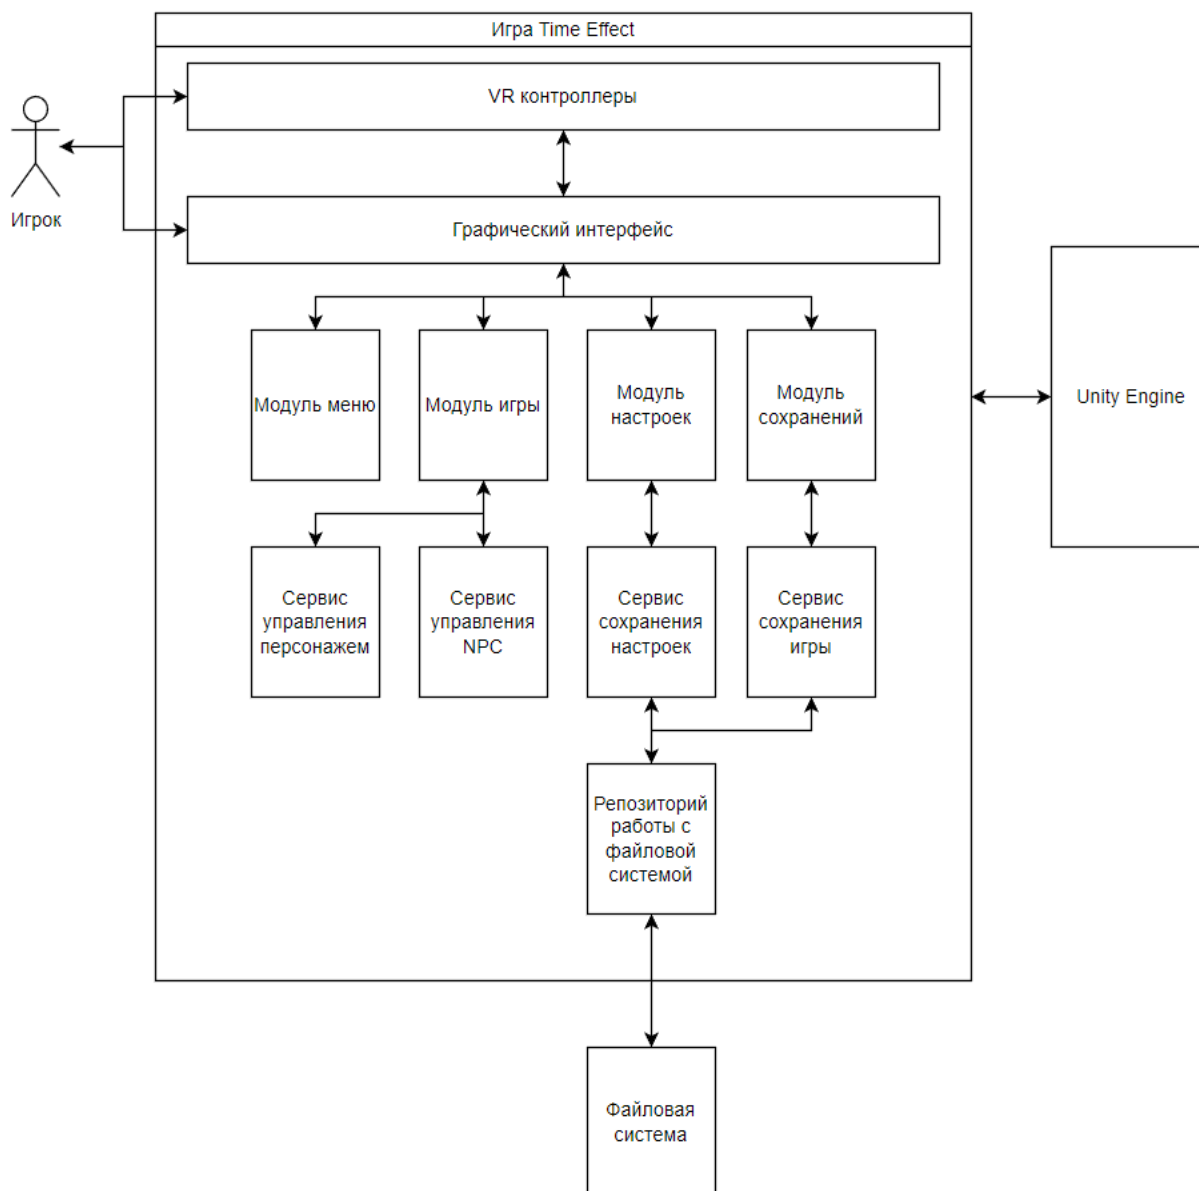 Игра Time Effect
VR контроллеры
Игрок
Графический интерфейс
Модуль меню
Модуль игры
Модуль
настроек
Модуль
сохранений
Unity Engine
Сервис
управления
персонажем
Сервис
управления
NPC
Сервис
сохранения
настроек
Сервис
сохранения
игры
Репозиторий
работы с
файловой
системой
Файловая
система